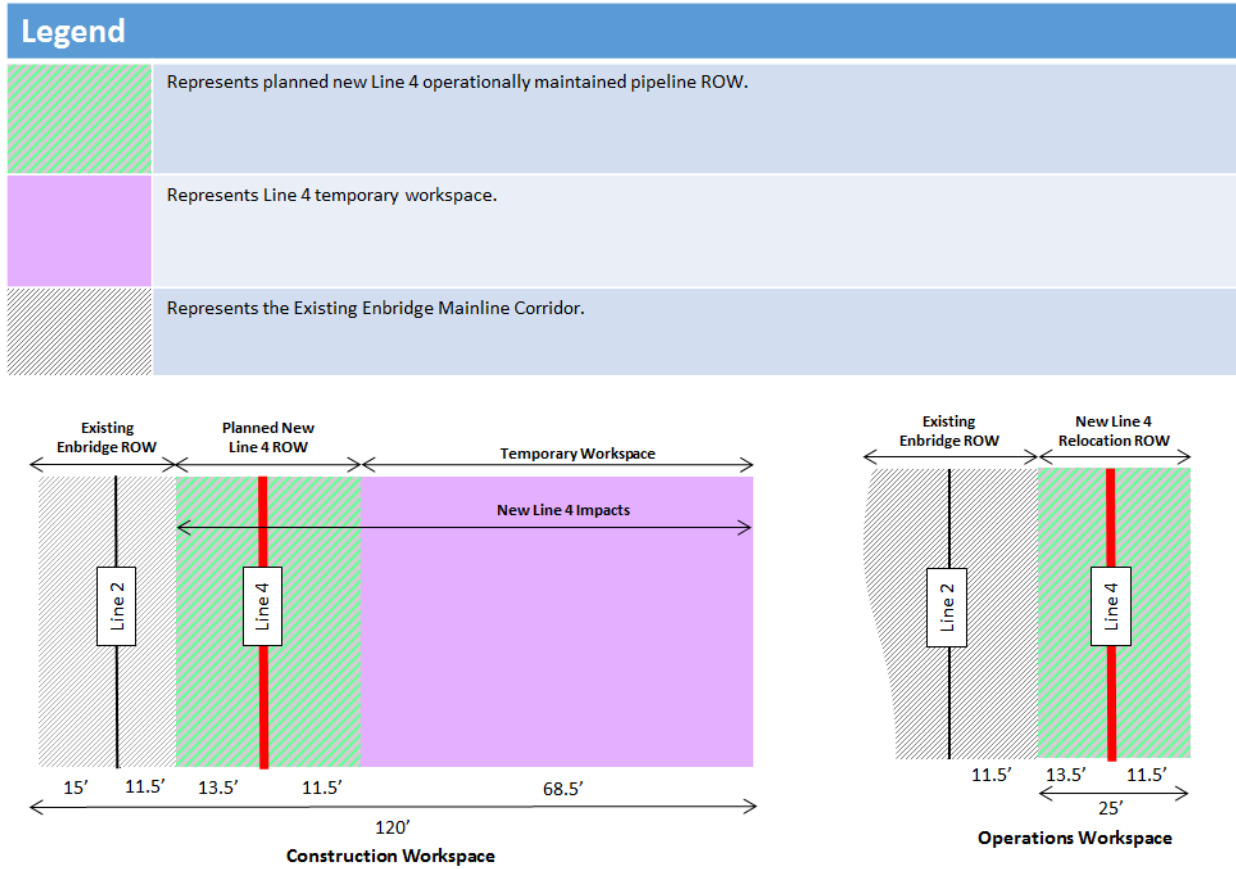 Legend
Represents planned new Line 4 operationally maintained pipeline ROW.
Represents Line 4 temporary workspace.
Represents the Existing Enbridge Mainline Corridor.
Existing
Enbridge ROW
Planned New
Line 4 ROW
Temporary Workspace
New Line 4 Impacts
Line 2
Line 4
15’
11.5’
13.5’
11.5’
68.5’
120’
Construction Workspace
Existing
Enbridge ROW
New Line 4
Relocation ROW
Line 2
Line 4
11.5’
13.5’
11.5’
25’
Operations Workspace